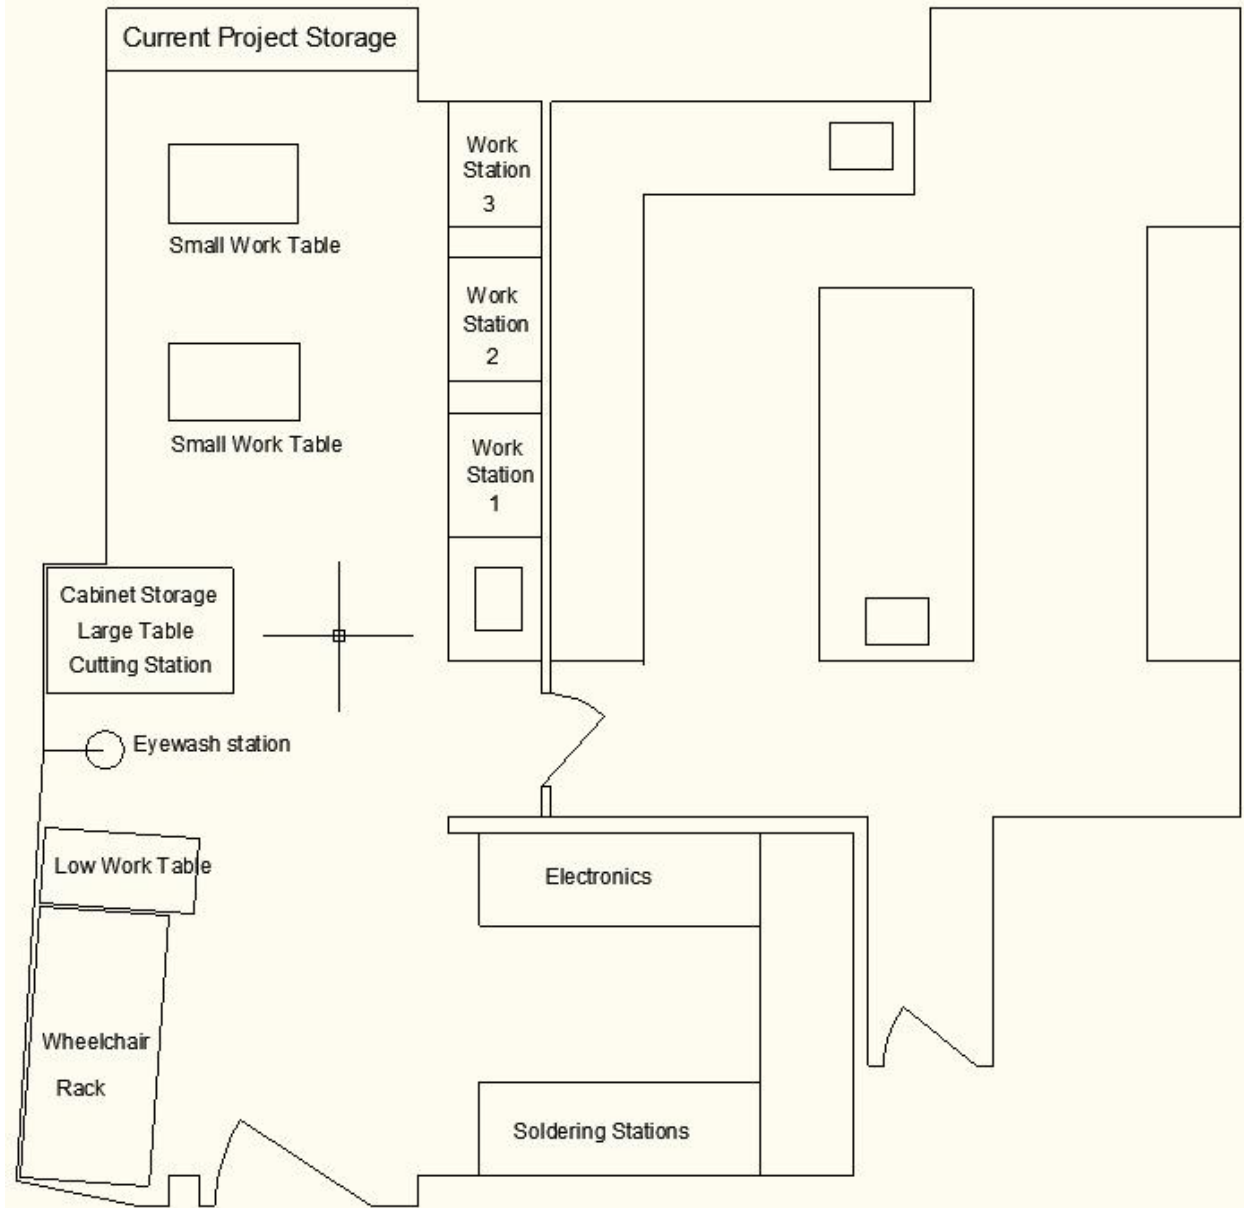 Current Project Storage
Work
Station
3
Small Work Table
Work
Station
2
Small Work Table
Work
Station
1
Cabinet Storage
Large Table
Cutting Station
Eyewash station
Low Work Table
Electronics
Wheelchair
Rack
Soldering Stations